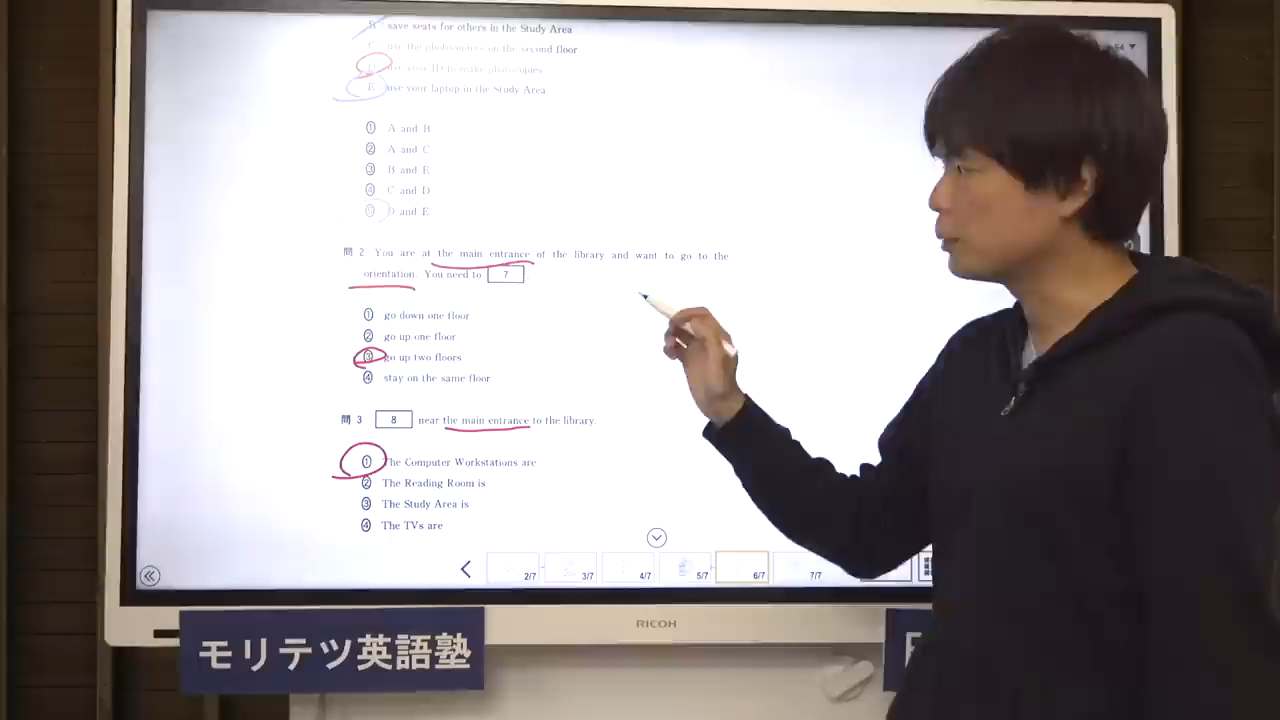 B save seats for others in the Study Area
C use the photocopiers on the second floor
D use your ID to make photocopies
E use your laptop in the Study Area
① A and B
② A and C
③ B and E
④ C and D
⑤ D and E
問 2 You are at the main entrance of the library and want to go to the
orientation. You need to 7
① go down one floor
② go up one floor
③ go up two floors
④ stay on the same floor
問 3 8 near the main entrance to the library.
① The Computer Workstations are
② The Reading Room is
③ The Study Area is
④ The TVs are
2/7 3/7 4/7 5/7 6/7 7/7
RICOH
モリテツ英語塾